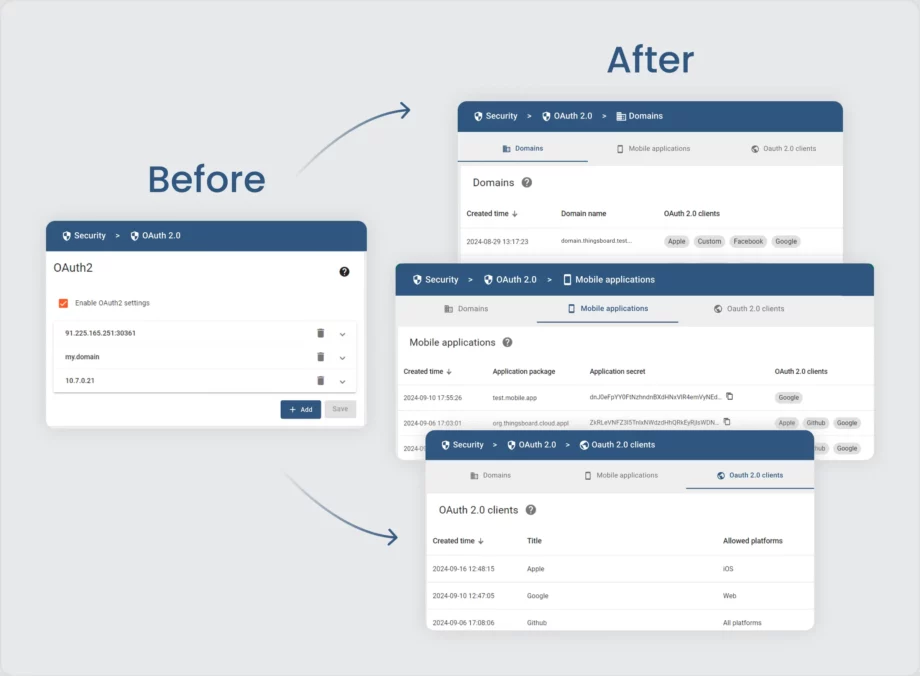 Before
Security > OAuth 2.0
OAuth2
Enable OAuth2 settings
91.225.165.251:30361
my.domain
10.7.0.21
+ Add Save
After
Security > OAuth 2.0 > Domains
Domains Mobile applications Oauth 2.0 clients
Domains
Created time Domain name OAuth 2.0 clients
2024-08-29 13:17:23 domain.thingsboard.test... Apple Custom Facebook Google
Security > OAuth 2.0 > Mobile applications
Domains Mobile applications Oauth 2.0 clients
Mobile applications
Created time Application package Application secret OAuth 2.0 clients
2024-09-10 17:55:26 test.mobile.app Google
2024-09-06 17:03:01 org.thingsboard.cloud.appl Apple Github Google
Google
Security > OAuth 2.0 > Oauth 2.0 clients
Domains Mobile applications Oauth 2.0 clients
OAuth 2.0 clients
Created time Title Allowed platforms
2024-09-16 12:48:15 Apple iOS
2024-09-10 12:47:05 Google Web
2024-09-06 17:08:06 Github All platforms